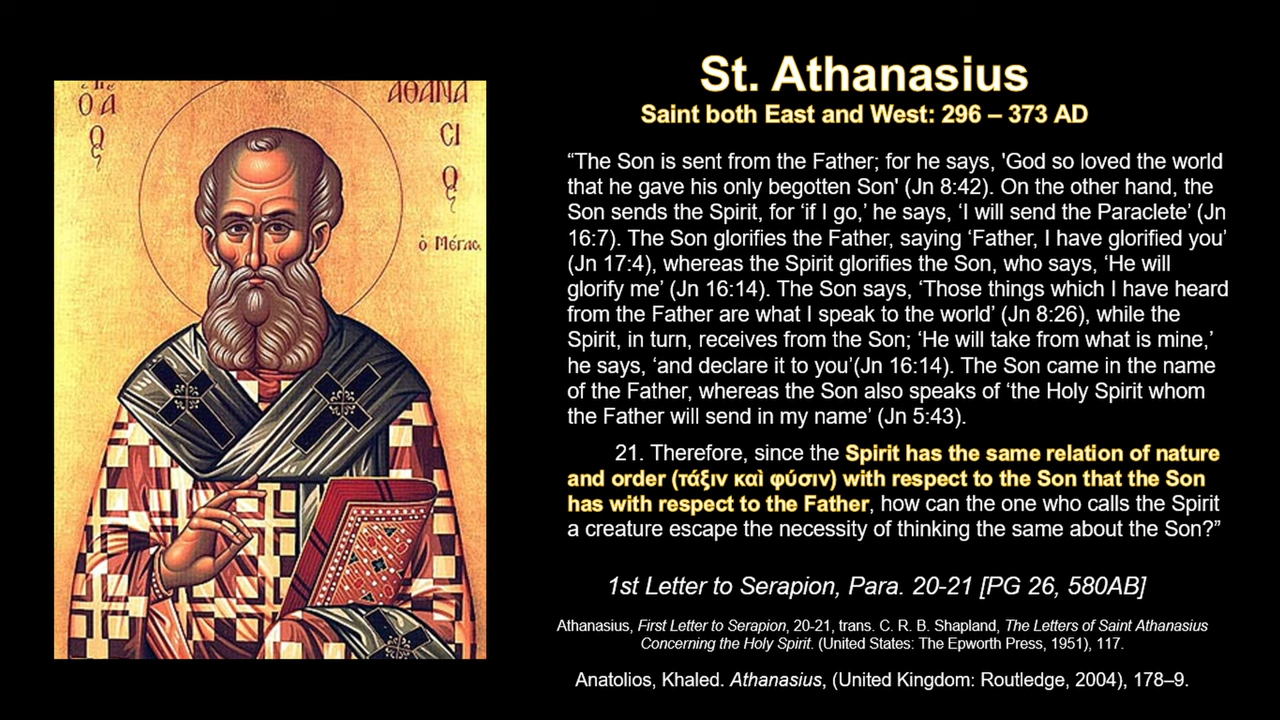 ὁ Ἅ
ς
ΑΘΑΝΑ
ΣΙ
ος
ὁ Μέγας
St. Athanasius
Saint both East and West: 296 – 373 AD
“The Son is sent from the Father; for he says, 'God so loved the world
that he gave his only begotten Son' (Jn 8:42). On the other hand, the
Son sends the Spirit, for ‘if I go,’ he says, ‘I will send the Paraclete’ (Jn
16:7). The Son glorifies the Father, saying ‘Father, I have glorified you’
(Jn 17:4), whereas the Spirit glorifies the Son, who says, ‘He will
glorify me’ (Jn 16:14). The Son says, ‘Those things which I have heard
from the Father are what I speak to the world’ (Jn 8:26), while the
Spirit, in turn, receives from the Son; ‘He will take from what is mine,’
he says, ‘and declare it to you’(Jn 16:14). The Son came in the name
of the Father, whereas the Son also speaks of ‘the Holy Spirit whom
the Father will send in my name’ (Jn 5:43).
21. Therefore, since the Spirit has the same relation of nature
and order (τάξιν καὶ φύσιν) with respect to the Son that the Son
has with respect to the Father, how can the one who calls the Spirit
a creature escape the necessity of thinking the same about the Son?”
1st Letter to Serapion, Para. 20-21 [PG 26, 580AB]
Athanasius, First Letter to Serapion, 20-21, trans. C. R. B. Shapland, The Letters of Saint Athanasius
Concerning the Holy Spirit. (United States: The Epworth Press, 1951), 117.
Anatolios, Khaled. Athanasius, (United Kingdom: Routledge, 2004), 178–9.